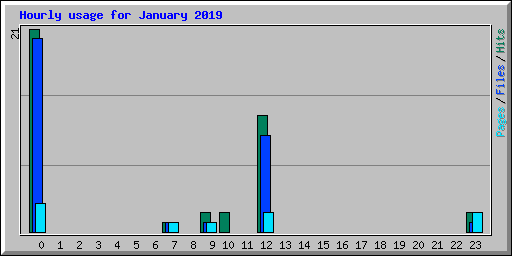 Hourly usage for January 2019
21
Pages/Files/Hits
0 1 2 3 4 5 6 7 8 9 10 11 12 13 14 15 16 17 18 19 20 21 22 23